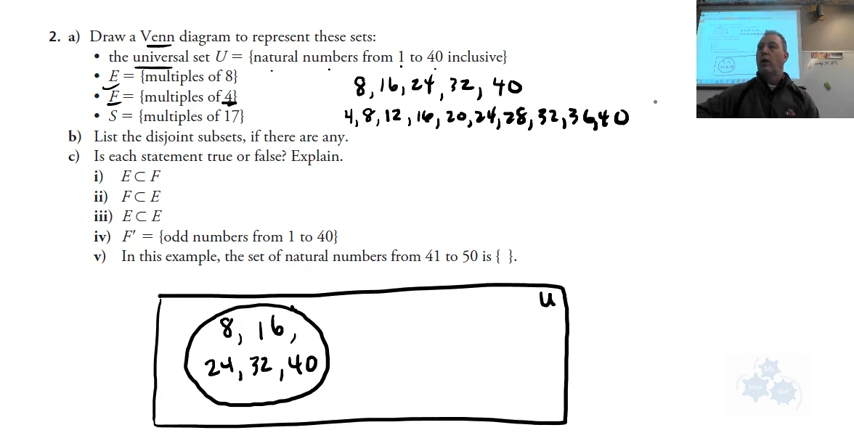 2. a) Draw a Venn diagram to represent these sets:
• the universal set U = {natural numbers from 1 to 40 inclusive}
• E = {multiples of 8}
8, 16, 24, 32, 40
• F = {multiples of 4}
4, 8, 12, 16, 20, 24, 28, 32, 36, 40
• S = {multiples of 17}
b) List the disjoint subsets, if there are any.
c) Is each statement true or false? Explain.
i) E ⊂ F
ii) F ⊂ E
iii) E ⊂ E
iv) F′ = {odd numbers from 1 to 40}
v) In this example, the set of natural numbers from 41 to 50 is { }.
u
8, 16,
24, 32, 40